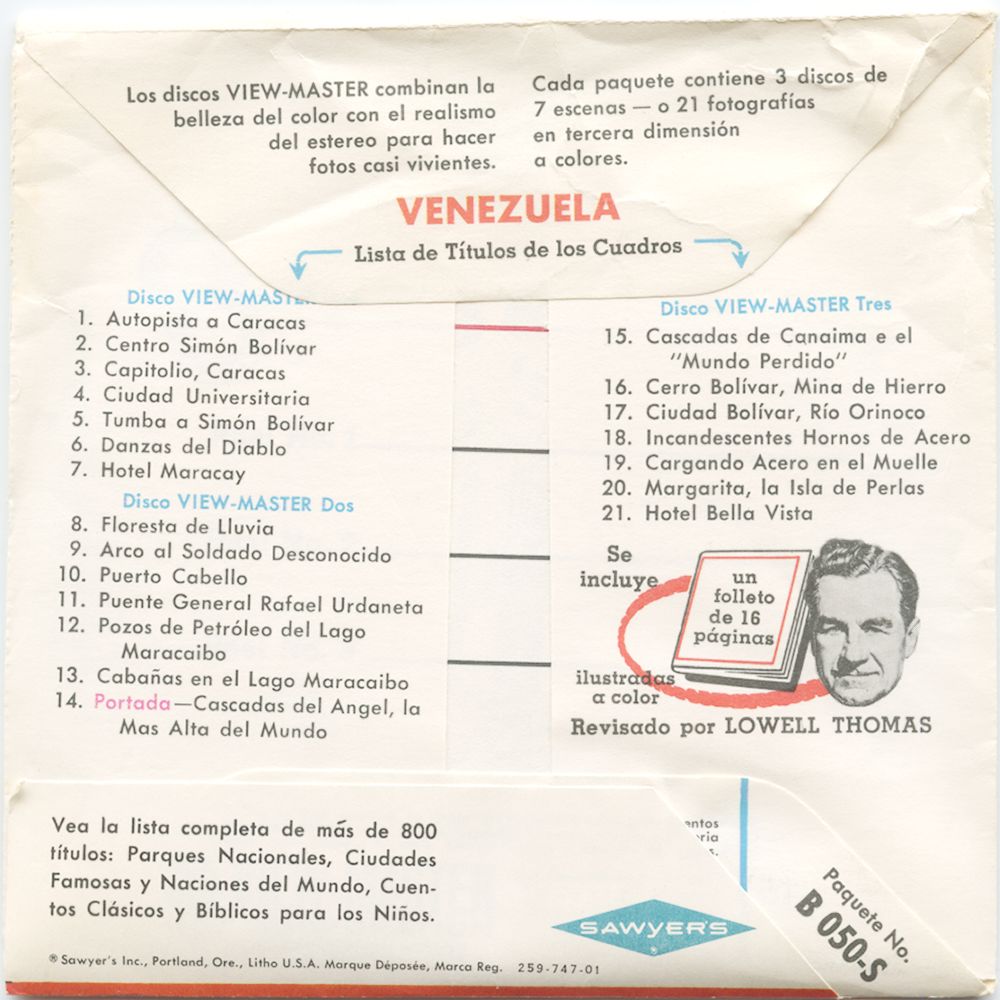 Los discos VIEW-MASTER combinan la
belleza del color con el realismo
del estereo para hacer
fotos casi vivientes.
Cada paquete contiene 3 discos de
7 escenas — o 21 fotografías
en tercera dimensión
a colores.
VENEZUELA
Lista de Títulos de los Cuadros
Disco VIEW-MASTER
1. Autopista a Caracas
2. Centro Simón Bolívar
3. Capitolio, Caracas
4. Ciudad Universitaria
5. Tumba a Simón Bolívar
6. Danzas del Diablo
7. Hotel Maracay
Disco VIEW-MASTER Dos
8. Floresta de Lluvia
9. Arco al Soldado Desconocido
10. Puerto Cabello
11. Puente General Rafael Urdaneta
12. Pozos de Petróleo del Lago
Maracaibo
13. Cabañas en el Lago Maracaibo
14. Portada—Cascadas del Angel, la
Mas Alta del Mundo
Disco VIEW-MASTER Tres
15. Cascadas de Canaima e el
"Mundo Perdido"
16. Cerro Bolívar, Mina de Hierro
17. Ciudad Bolívar, Río Orinoco
18. Incandescentes Hornos de Acero
19. Cargando Acero en el Muelle
20. Margarita, la Isla de Perlas
21. Hotel Bella Vista
Se
incluye
un
folleto
de 16
páginas
ilustradas
a color
Revisado por LOWELL THOMAS
Vea la lista completa de más de 800
títulos: Parques Nacionales, Ciudades
Famosas y Naciones del Mundo, Cuen-
tos Clásicos y Bíblicos para los Niños.
SAWYERS
®
® Sawyer's Inc., Portland, Ore., Litho U.S.A. Marque Déposée, Marca Reg. 259-747-01
Paquete No.
B 050-S